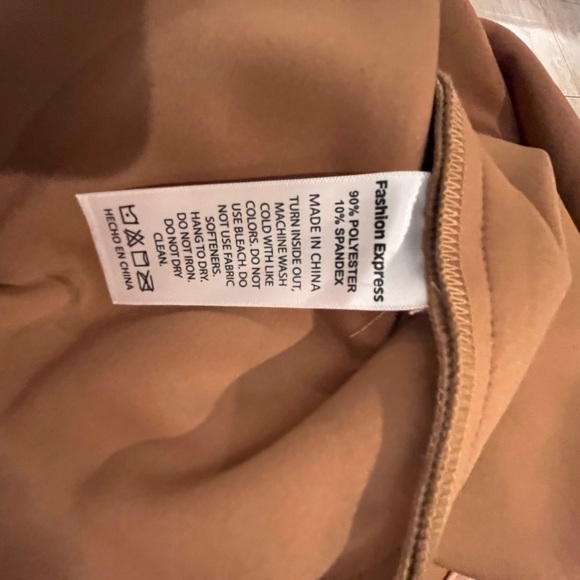 Fashion Express
90% POLYESTER
10% SPANDEX
MADE IN CHINA
TURN INSIDE OUT,
MACHINE WASH
COLD WITH LIKE
COLORS. DO NOT
USE BLEACH. DO
NOT USE FABRIC
SOFTENERS.
HANG TO DRY.
DO NOT IRON.
DO NOT DRY
CLEAN.
HECHO EN CHINA